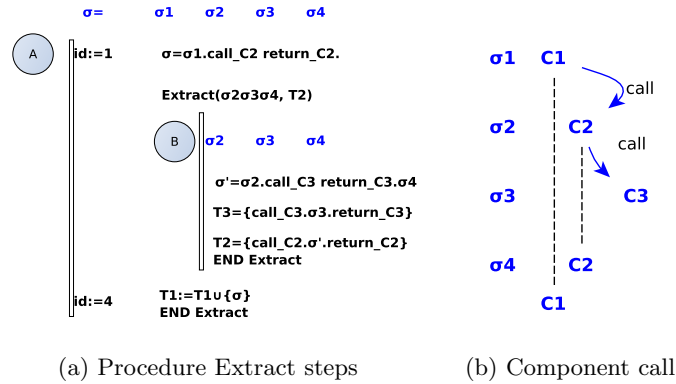 σ= σ1 σ2 σ3 σ4
A id:=1 σ=σ1.call_C2 return_C2.
Extract(σ2σ3σ4, T2)
B σ2 σ3 σ4
σ'=σ2.call_C3 return_C3.σ4
T3={call_C3.σ3.return_C3}
T2={call_C2.σ'.return_C2}
END Extract
id:=4 T1:=T1∪{σ}
END Extract
(a) Procedure Extract steps
σ1 C1
call
σ2 C2
call
σ3 C3
σ4 C2
C1
(b) Component call